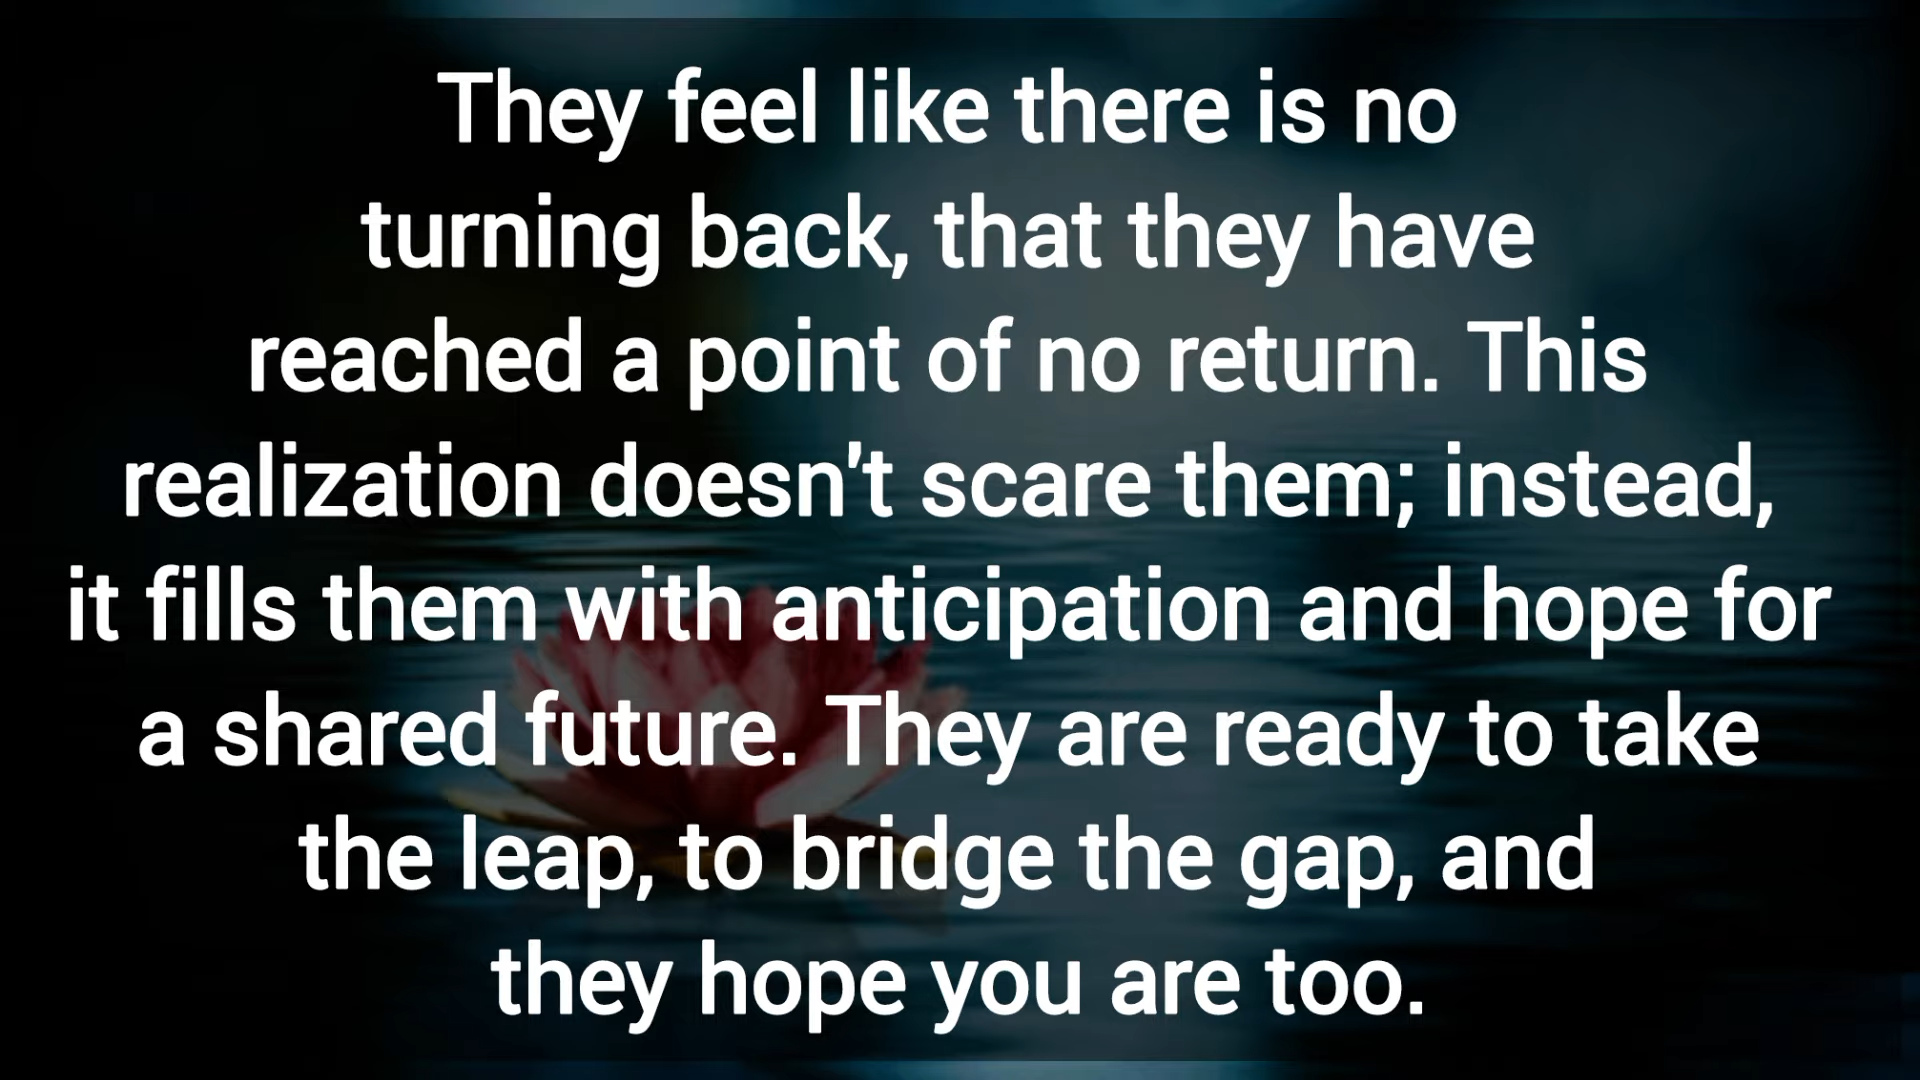 They feel like there is no
turning back, that they have
reached a point of no return. This
realization doesn't scare them; instead,
it fills them with anticipation and hope for
a shared future. They are ready to take
the leap, to bridge the gap, and
they hope you are too.